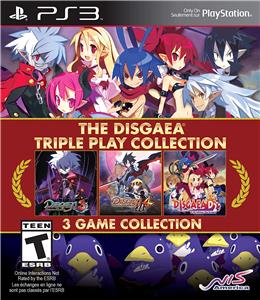 PS3
Only On
Seulement sur
PlayStation®
THE DISGAEA®
TRIPLE PLAY COLLECTION
DISGAEA 3
DISGAEA 4
DISGAEA D2
3 GAME COLLECTION
TEEN
T
ESRB
Online Interactions Not
Rated by the ESRB
Les échanges en ligne ne
sont pas classés par l'ESRB
NIS
America